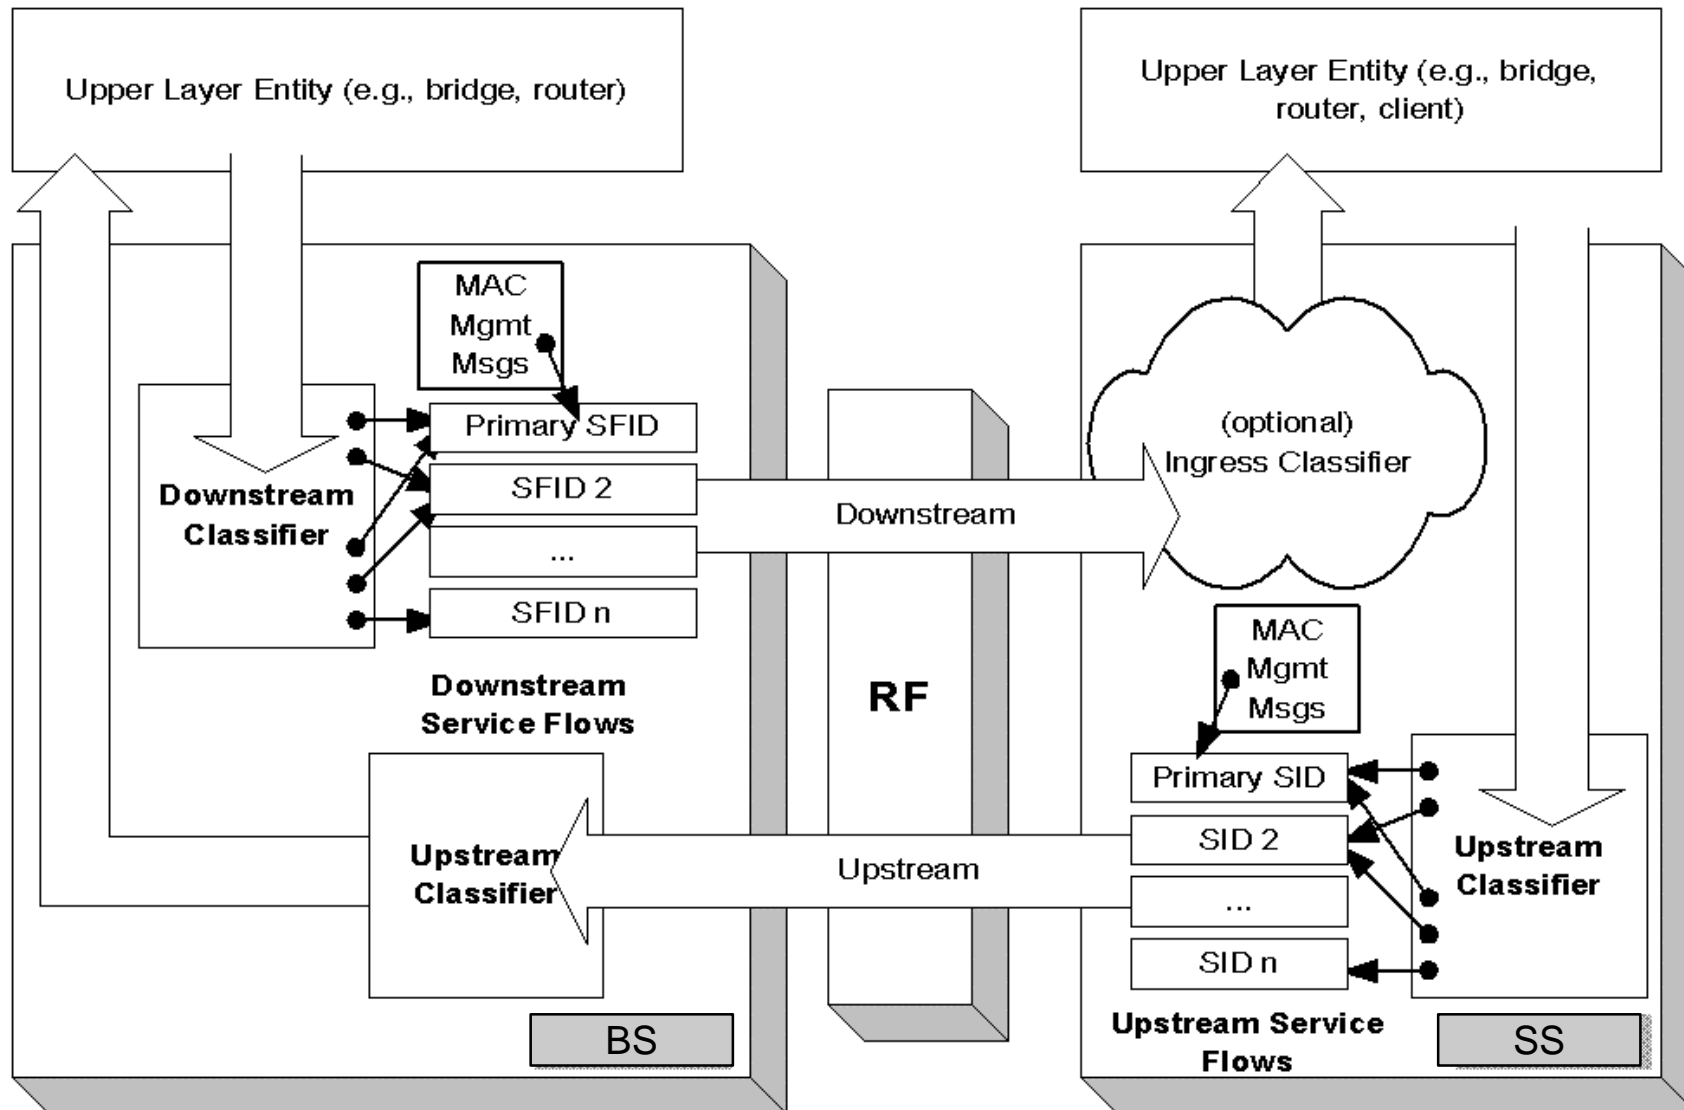 Upper Layer Entity (e.g., bridge, router)
Upper Layer Entity (e.g., bridge,
router, client)
MAC
Mgmt
Msgs
Primary SFID
SFID 2
...
SFID n
Downstream
Classifier
Downstream
Service Flows
Downstream
RF
(optional)
Ingress Classifier
MAC
Mgmt
Msgs
Primary SID
SID 2
...
SID n
Upstream
Classifier
Upstream
Upstream
Classifier
Upstream Service
Flows
BS
SS